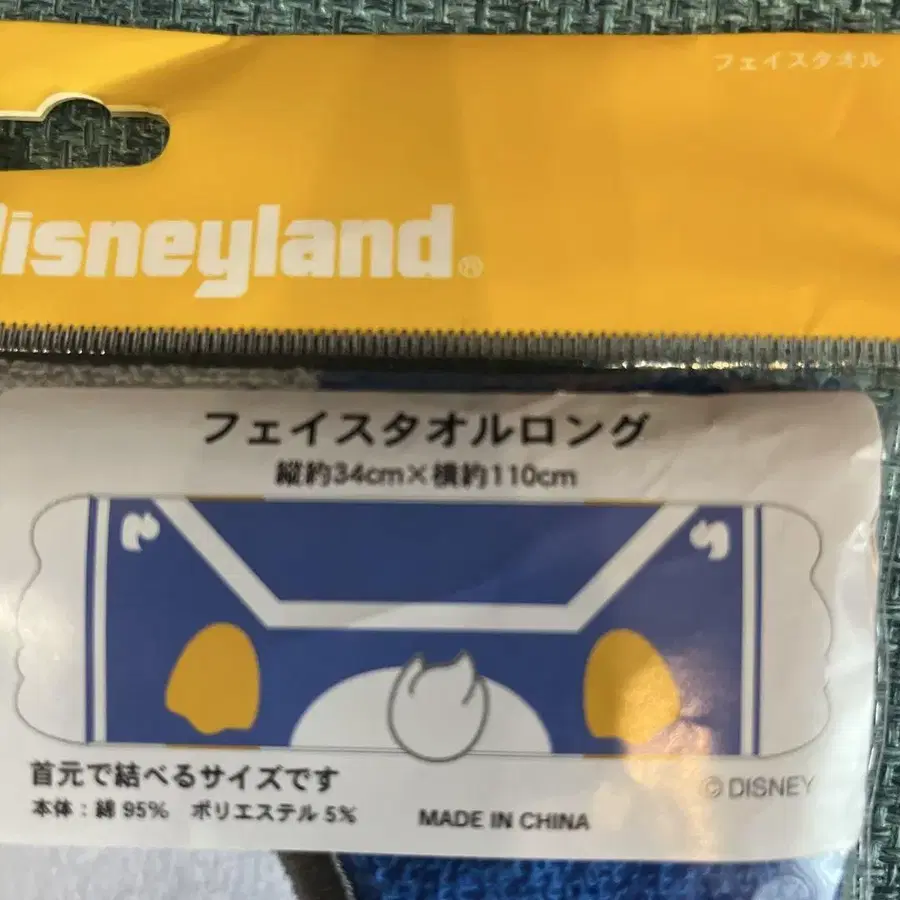 フェイスタオル
Disneyland®
フェイスタオルロング
縦約34cm×横約110cm
首元で結べるサイズです
本体：綿 95%　ポリエステル 5%
MADE IN CHINA
©DISNEY